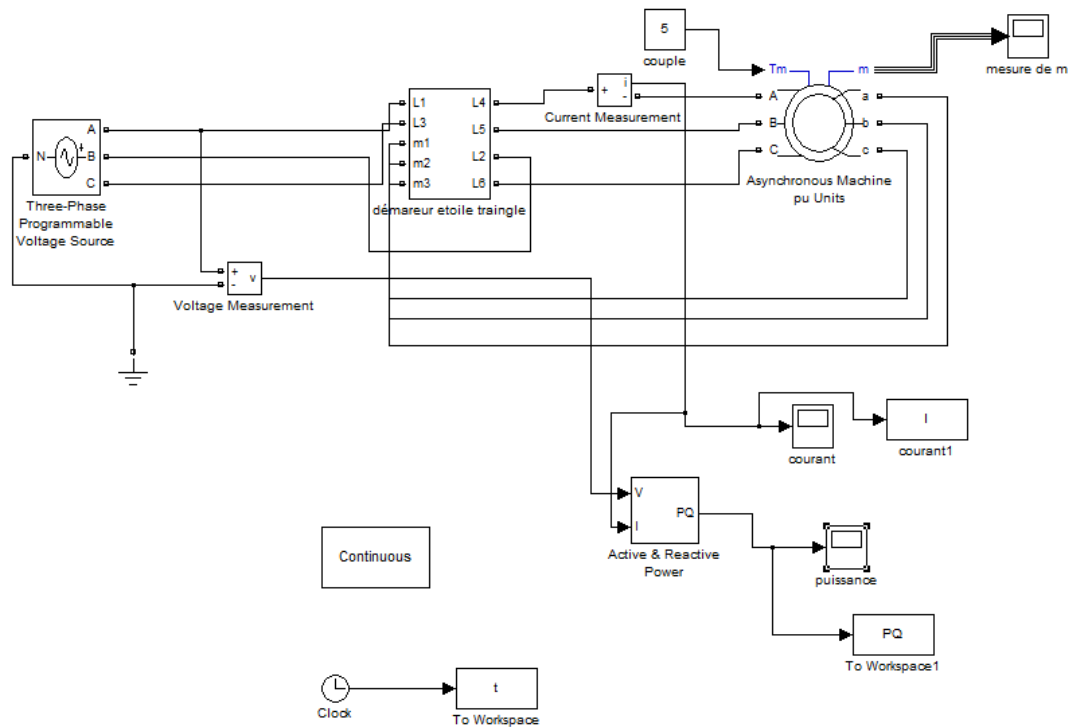 5
couple
Tm
m
mesure de m
A
B
C
a
b
c
Asynchronous Machine
pu Units
i
+
-
Current Measurement
L1
L3
m1
m2
m3
L4
L5
L2
L6
démareur etoile traingle
N
A
B
C
+
Three-Phase
Programmable
Voltage Source
+
-
v
Voltage Measurement
courant
I
courant1
V
I
PQ
Active & Reactive
Power
puissance
Continuous
PQ
To Workspace1
Clock
t
To Workspace